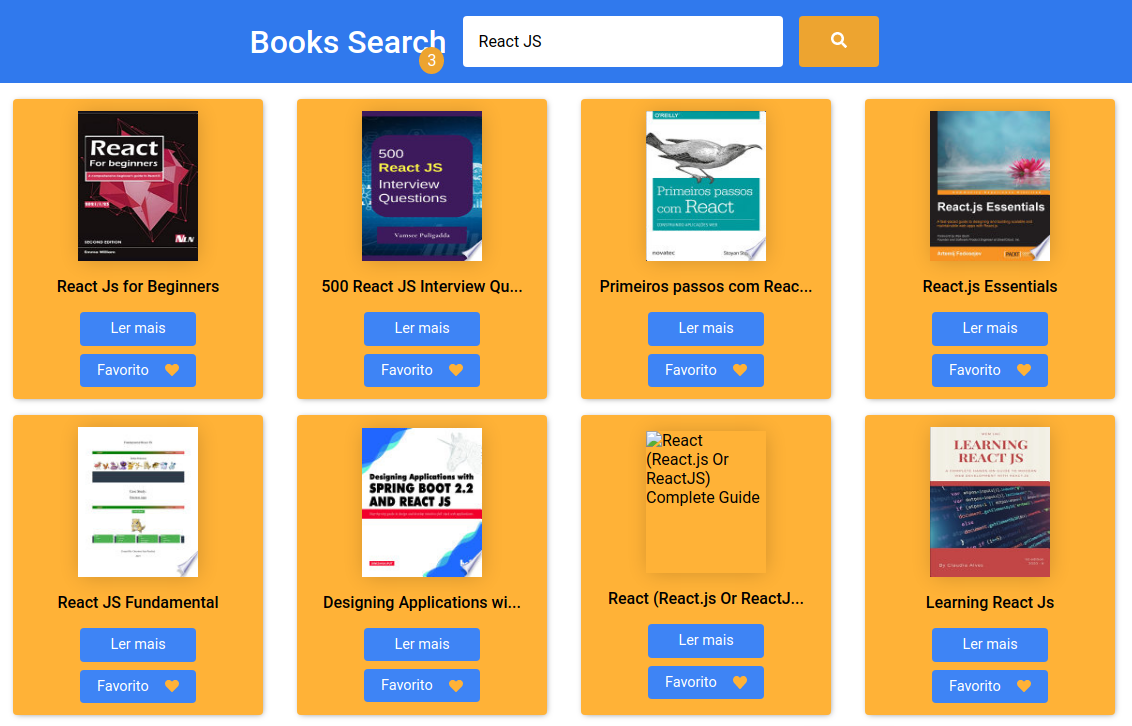 Books Search
3
React JS
React
For beginners
SECOND EDITION
React Js for Beginners
Ler mais
Favorito
500
React JS
Interview
Questions
Vamsee Puligadda
500 React JS Interview Qu...
Ler mais
Favorito
O'REILLY
Primeiros passos
com React
novatec
Primeiros passos com Reac...
Ler mais
Favorito
React.js Essentials
React.js Essentials
Ler mais
Favorito
React JS Fundamental
Ler mais
Favorito
Designing Applications with
SPRING BOOT 2.2
AND REACT JS
Designing Applications wi...
Ler mais
Favorito
React
(React.js Or
ReactJS)
Complete Guide
React (React.js Or ReactJ...
Ler mais
Favorito
LEARNING
REACT JS
By Claudia Alves
Learning React Js
Ler mais
Favorito